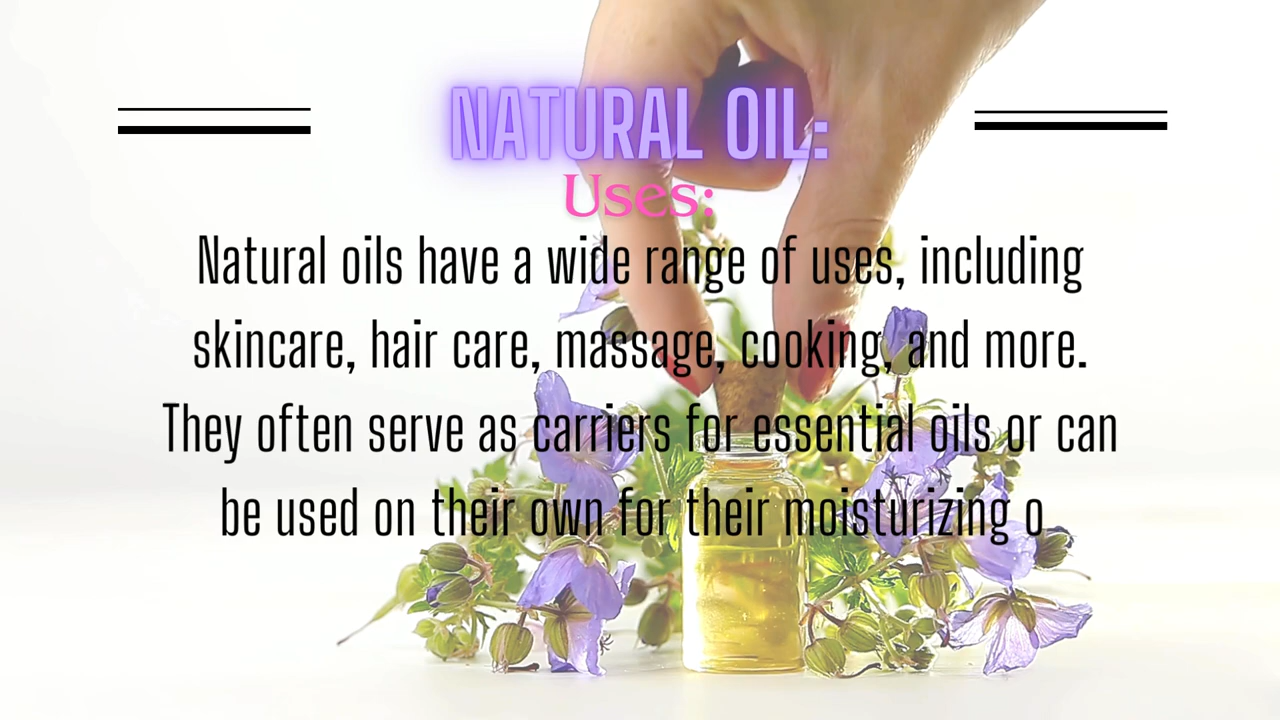 NATURAL OIL:
Uses:
Natural oils have a wide range of uses, including
skincare, hair care, massage, cooking, and more.
They often serve as carriers for essential oils or can
be used on their own for their moisturizing o